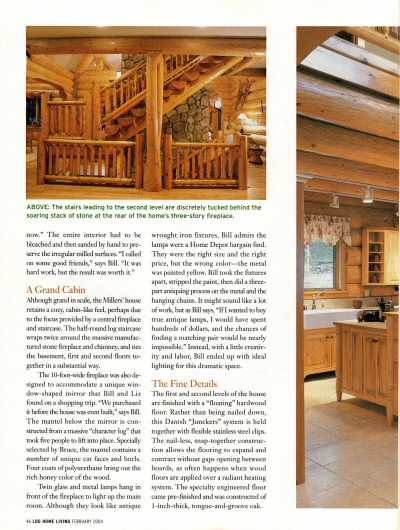 ABOVE: The stairs leading to the second level are discretely tucked behind the
soaring stack of stone at the rear of the home's three-story fireplace.
now." The entire interior had to be
bleached and then sanded by hand to pre-
serve the irregular milled surfaces. "I called
on some good friends," says Bill. "It was
hard work, but the result was worth it."
A Grand Cabin
Although grand in scale, the Millers' house
retains a cozy, cabin-like feel, perhaps due
to the focus provided by a central fireplace
and staircase. The half-round log staircase
wraps twice around the massive manufac-
tured stone fireplace and chimney, and ties
the basement, first and second floors to-
gether in a substantial way.
The 10-foot-wide fireplace was also de-
signed to accommodate a unique win-
dow-shaped mirror that Bill and Liz
found on a shopping trip. "We purchased
it before the house was even built," says Bill.
The mantel below the mirror is con-
structed from a massive "character log" that
took five people to lift into place. Specially
selected by Bruce, the mantel contains a
number of unique cat faces and burls.
Four coats of polyurethane bring out the
rich honey color of the wood.
Twin glass and metal lamps hang in
front of the fireplace to light up the main
room. Although they look like antique
wrought iron fixtures, Bill admits the
lamps were a Home Depot bargain find.
They were the right size and the right
price, but the wrong color—the metal
was painted yellow. Bill took the fixtures
apart, stripped the paint, then did a three-
part antiquing process on the metal and the
hanging chains. It might sound like a lot
of work, but as Bill says, "If I wanted to buy
true antique lamps, I would have spent
hundreds of dollars, and the chances of
finding a matching pair would be nearly
impossible." Instead, with a little creativ-
ity and labor, Bill ended up with ideal
lighting for this dramatic space.
The Fine Details
The first and second levels of the house
are finished with a "floating" hardwood
floor. Rather than being nailed down,
this Danish "Junckers" system is held
together with flexible stainless steel clips.
The nail-less, snap-together construc-
tion allows the flooring to expand and
contract without gaps opening between
boards, as often happens when wood
floors are applied over a radiant heating
system. The specialty engineered floor
came pre-finished and was constructed of
1-inch-thick, tongue-and-groove oak.
46 LOG HOME LIVING FEBRUARY 2004